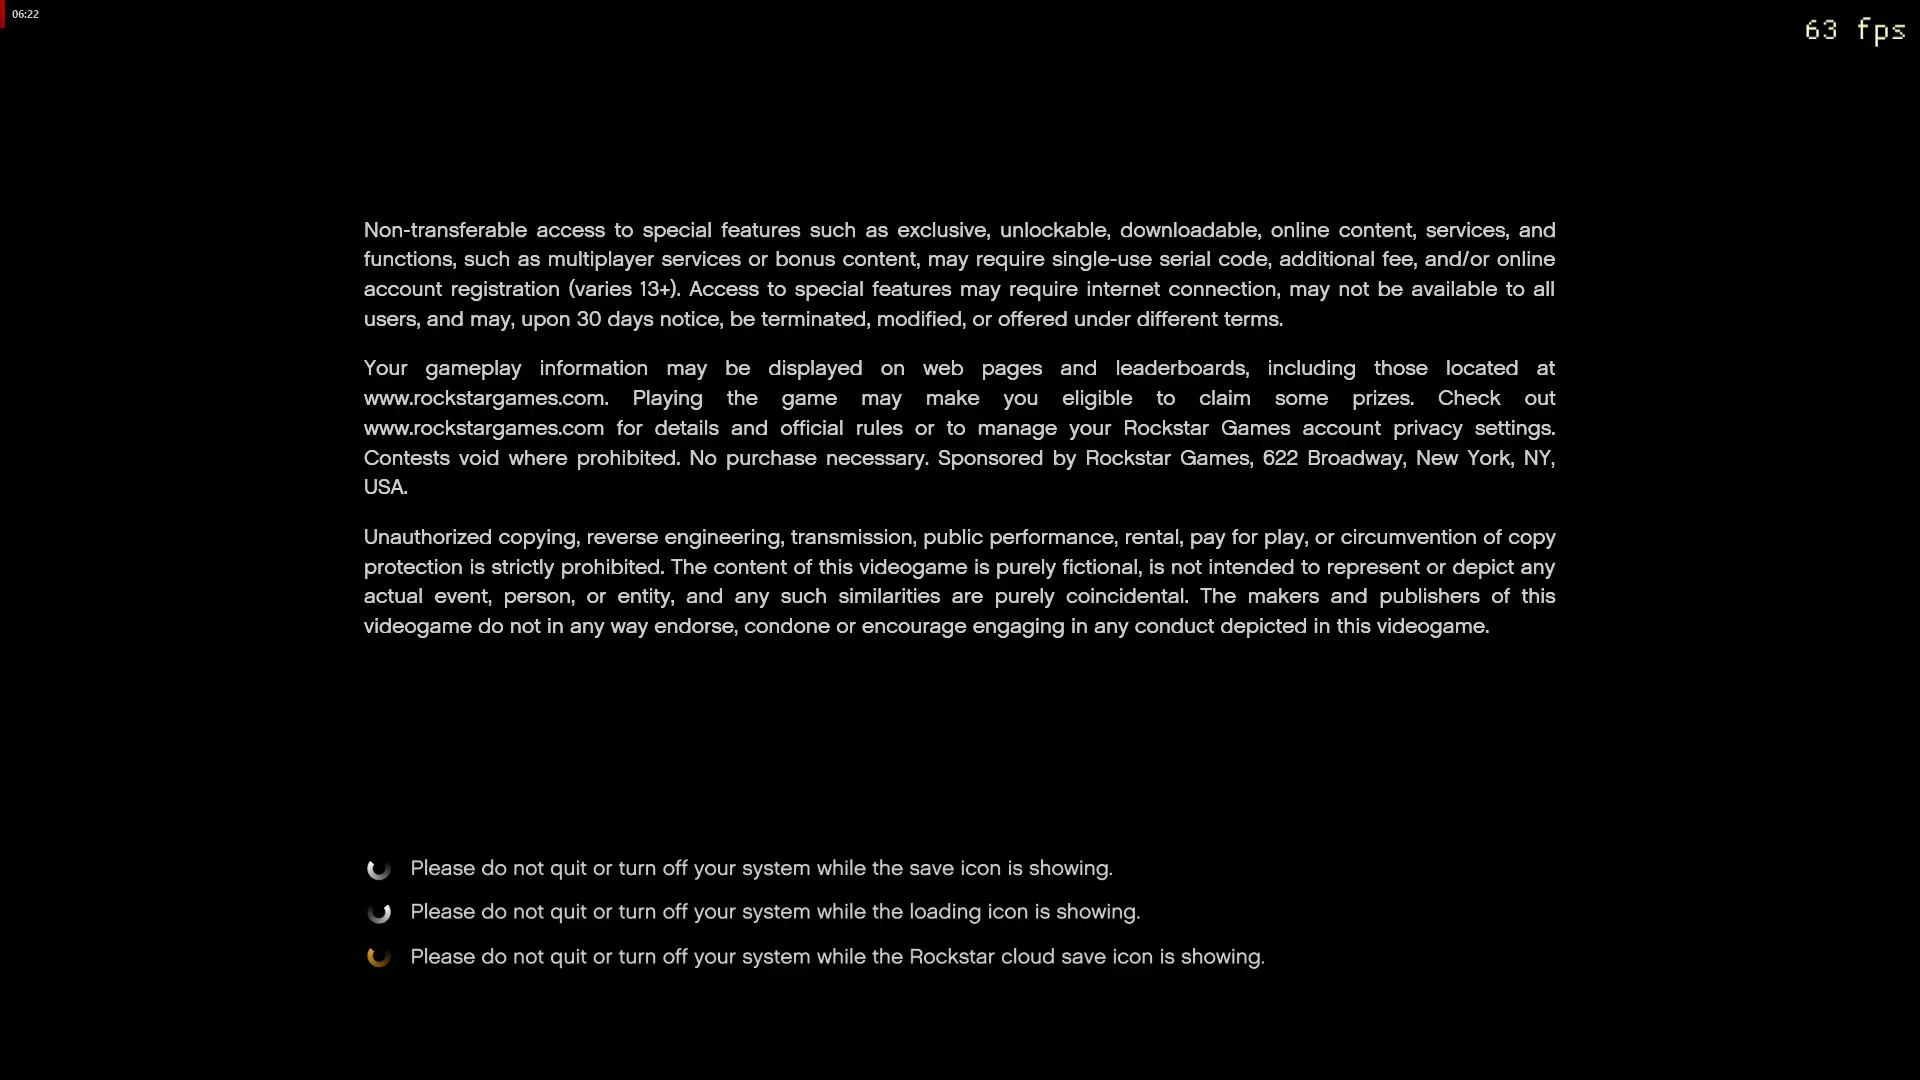 06:22
63 fps
Non-transferable access to special features such as exclusive, unlockable, downloadable, online content, services, and
functions, such as multiplayer services or bonus content, may require single-use serial code, additional fee, and/or online
account registration (varies 13+). Access to special features may require internet connection, may not be available to all
users, and may, upon 30 days notice, be terminated, modified, or offered under different terms.
Your gameplay information may be displayed on web pages and leaderboards, including those located at
www.rockstargames.com. Playing the game may make you eligible to claim some prizes. Check out
www.rockstargames.com for details and official rules or to manage your Rockstar Games account privacy settings.
Contests void where prohibited. No purchase necessary. Sponsored by Rockstar Games, 622 Broadway, New York, NY,
USA.
Unauthorized copying, reverse engineering, transmission, public performance, rental, pay for play, or circumvention of copy
protection is strictly prohibited. The content of this videogame is purely fictional, is not intended to represent or depict any
actual event, person, or entity, and any such similarities are purely coincidental. The makers and publishers of this
videogame do not in any way endorse, condone or encourage engaging in any conduct depicted in this videogame.
Please do not quit or turn off your system while the save icon is showing.
Please do not quit or turn off your system while the loading icon is showing.
Please do not quit or turn off your system while the Rockstar cloud save icon is showing.